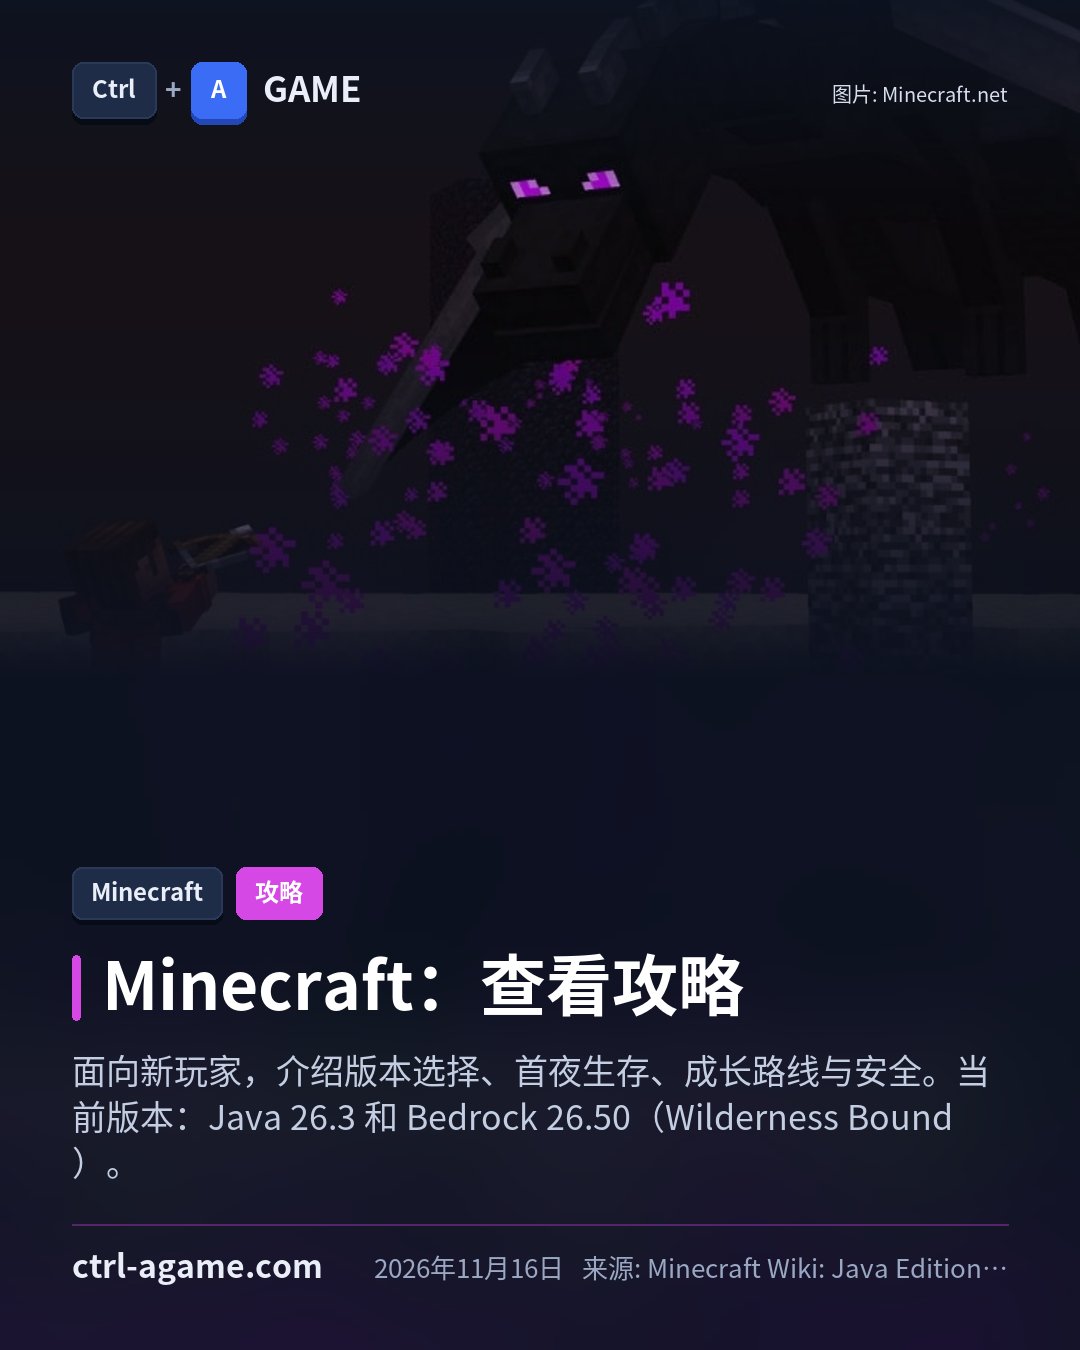 Ctrl + A GAME
图片: Minecraft.net
Minecraft 攻略
Minecraft：查看攻略
面向新玩家，介绍版本选择、首夜生存、成长路线与安全。当
前版本：Java 26.3 和 Bedrock 26.50（Wilderness Bound
）。
ctrl-agame.com 2026年11月16日 来源: Minecraft Wiki: Java Edition…